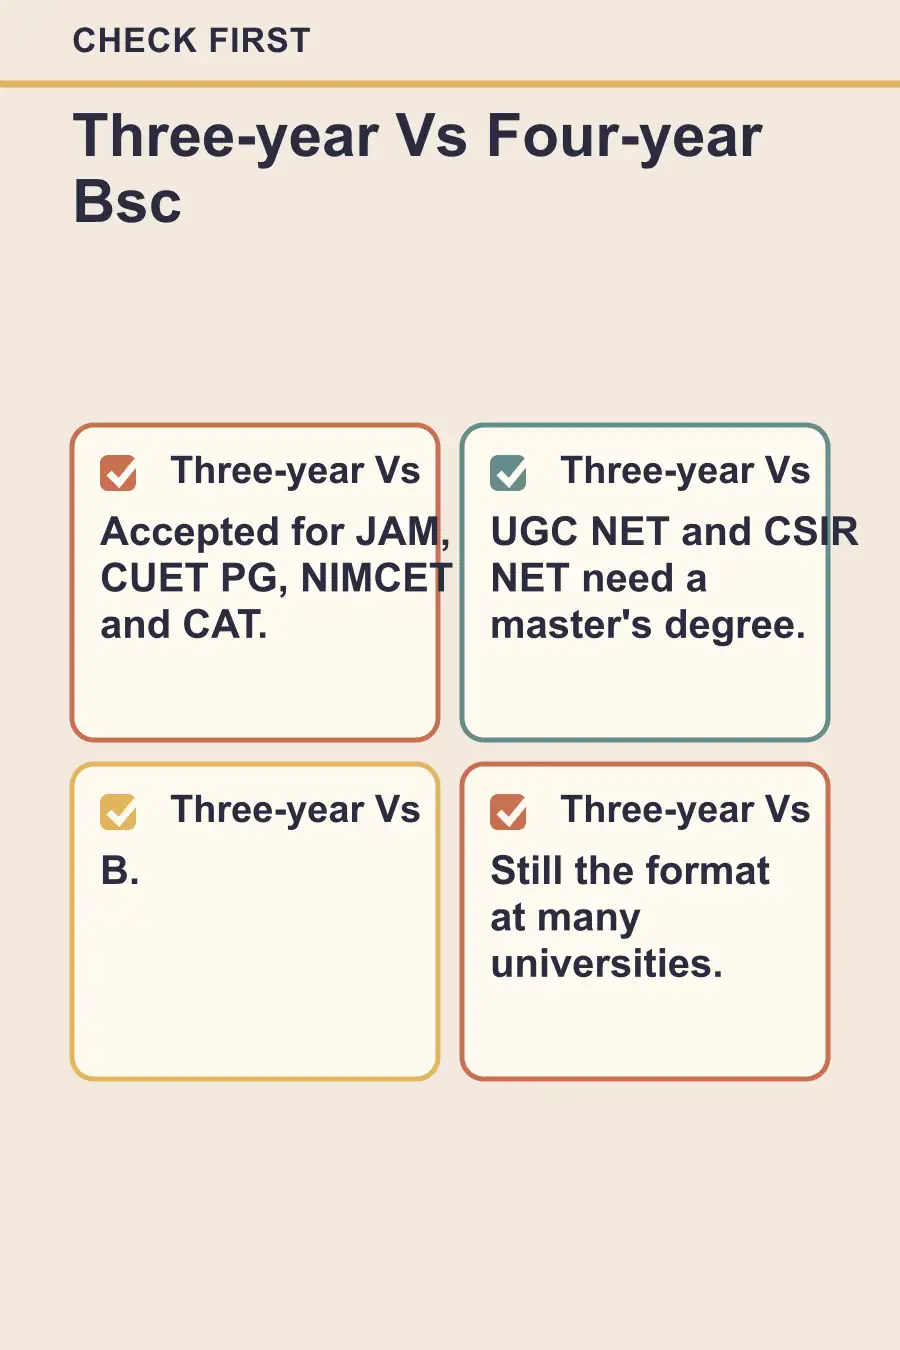 CHECK FIRST
Three-year Vs Four-year
Bsc
Three-year Vs
Accepted for JAM,
CUET PG, NIMCET
and CAT.
Three-year Vs
UGC NET and CSIR
NET need a
master's degree.
Three-year Vs
B.
Three-year Vs
Still the format
at many
universities.